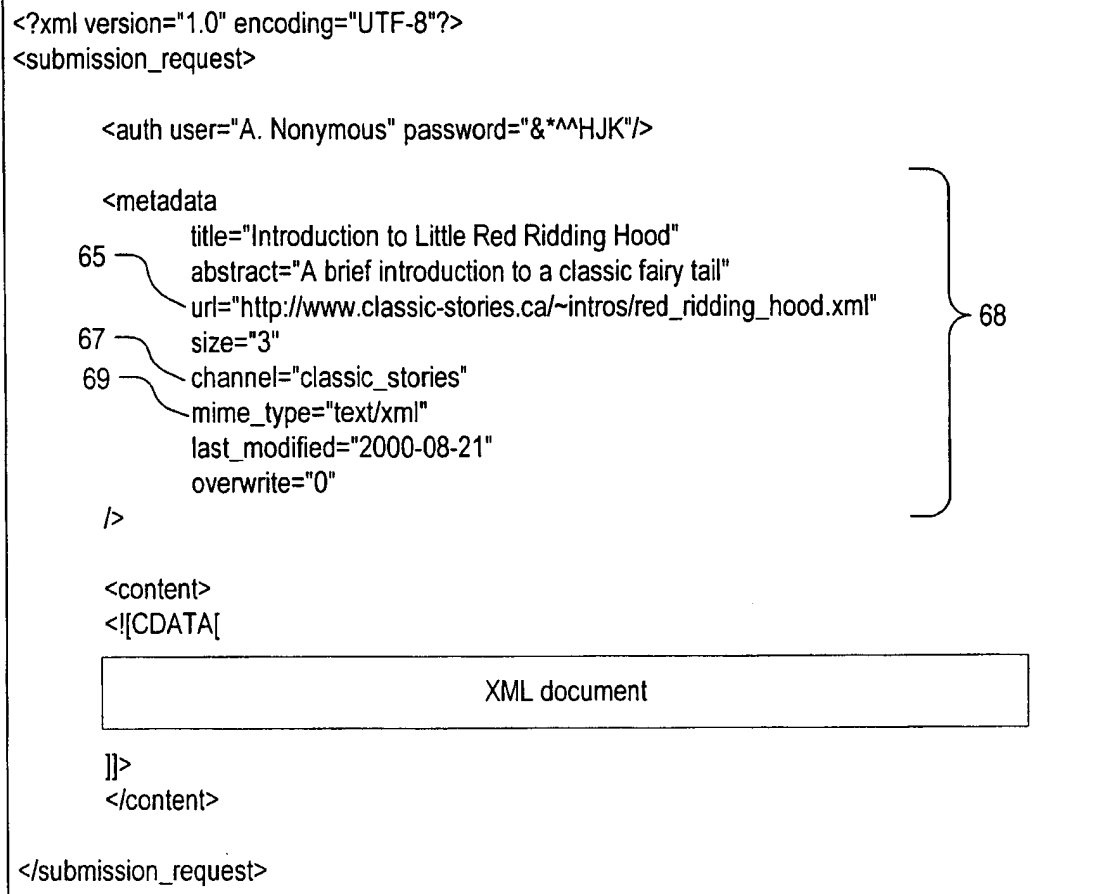 <?xml version="1.0" encoding="UTF-8"?>
<submission_request>
<auth user="A. Nonymous" password="&*^^HJK"/>
<metadata
title="Introduction to Little Red Ridding Hood"
65
abstract="A brief introduction to a classic fairy tail"
url="http://www.classic-stories.ca/~intros/red_ridding_hood.xml"
68
67
size="3"
69
channel="classic_stories"
mime_type="text/xml"
last_modified="2000-08-21"
overwrite="0"
/>
<content>
<![CDATA[
XML document
]]>
</content>
</submission_request>